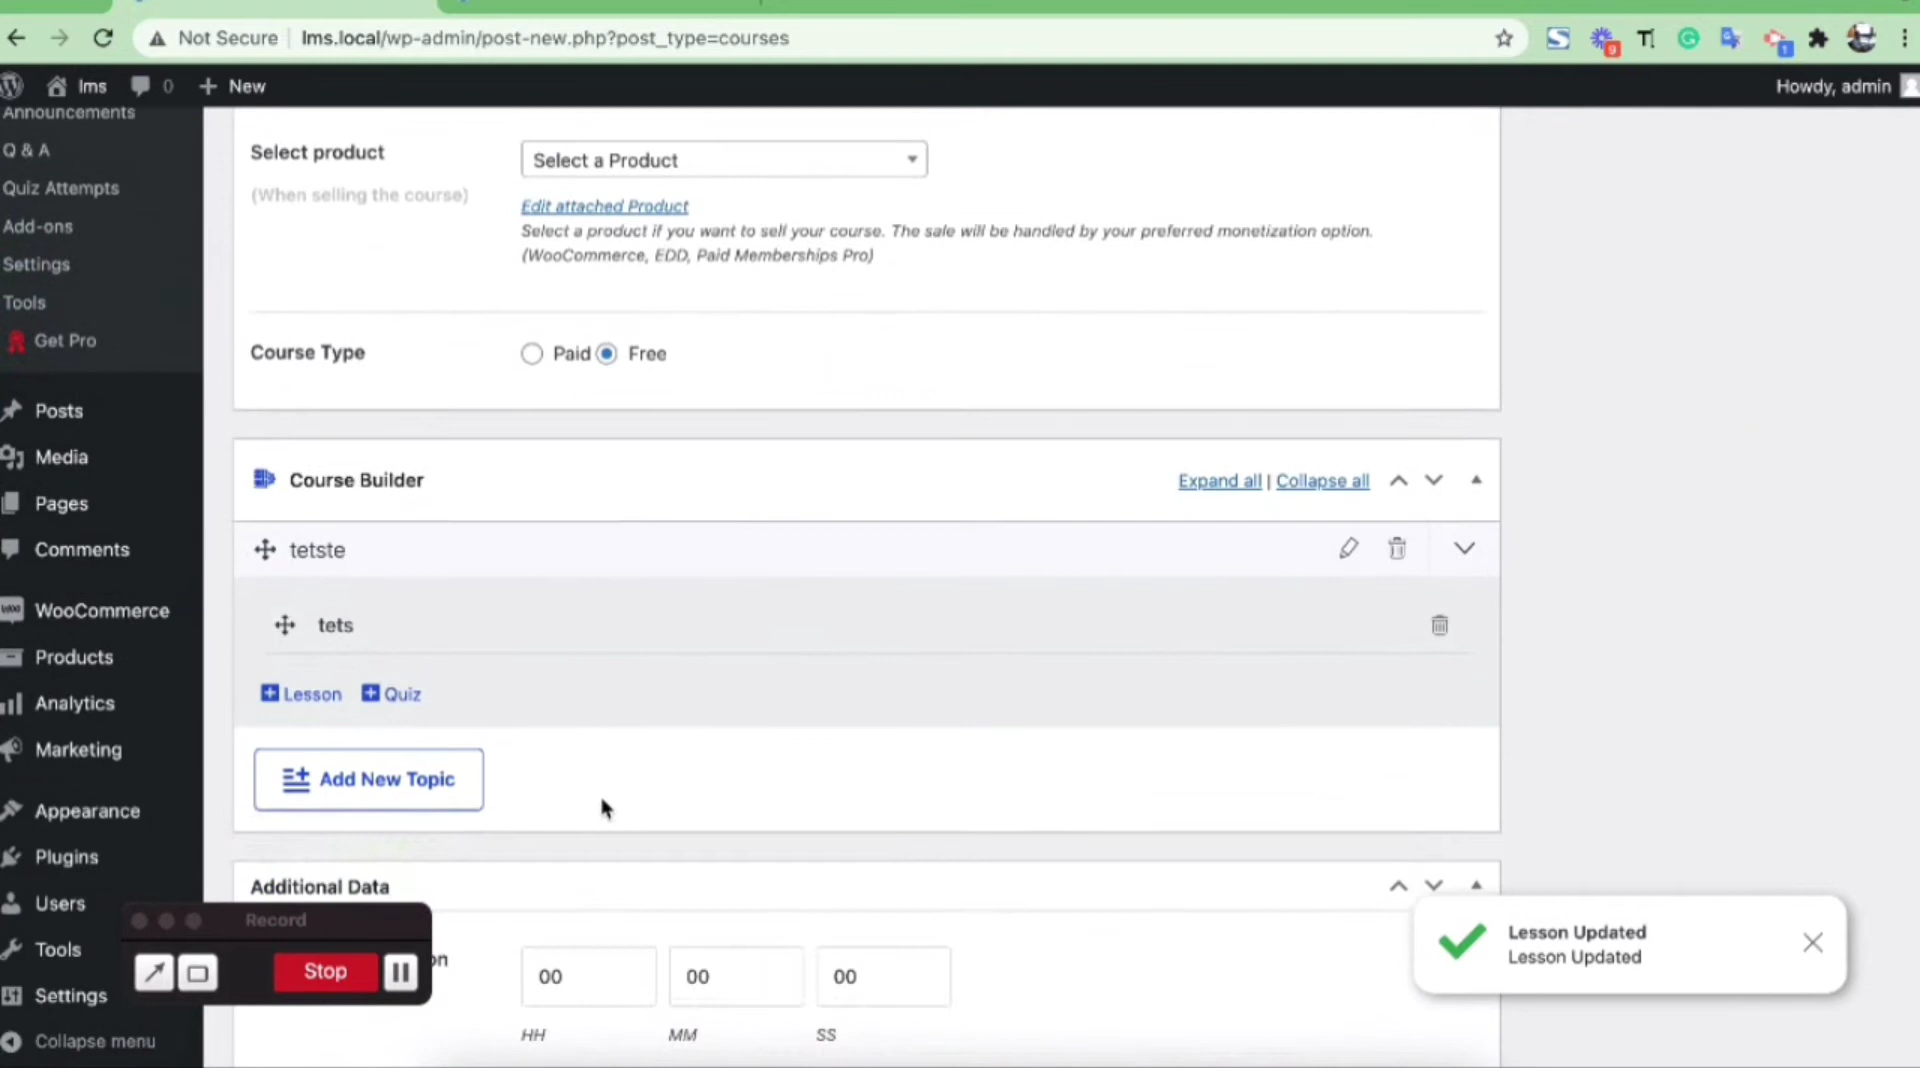 Not Secure
lms.local/wp-admin/post-new.php?post_type=courses
9
1
lms
0
New
Howdy, admin
Announcements
Q & A
Quiz Attempts
Add-ons
Settings
Tools
Get Pro
Posts
Media
Pages
Comments
WooCommerce
Products
Analytics
Marketing
Appearance
Plugins
Users
Tools
Settings
Collapse menu
Select product
(When selling the course)
Select a Product
Edit attached Product
Select a product if you want to sell your course. The sale will be handled by your preferred monetization option.
(WooCommerce, EDD, Paid Memberships Pro)
Course Type
Paid
Free
Course Builder
Expand all | Collapse all
tetste
tets
Lesson
Quiz
Add New Topic
Additional Data
on
00
00
00
HH
MM
SS
Record
Stop
Lesson Updated
Lesson Updated